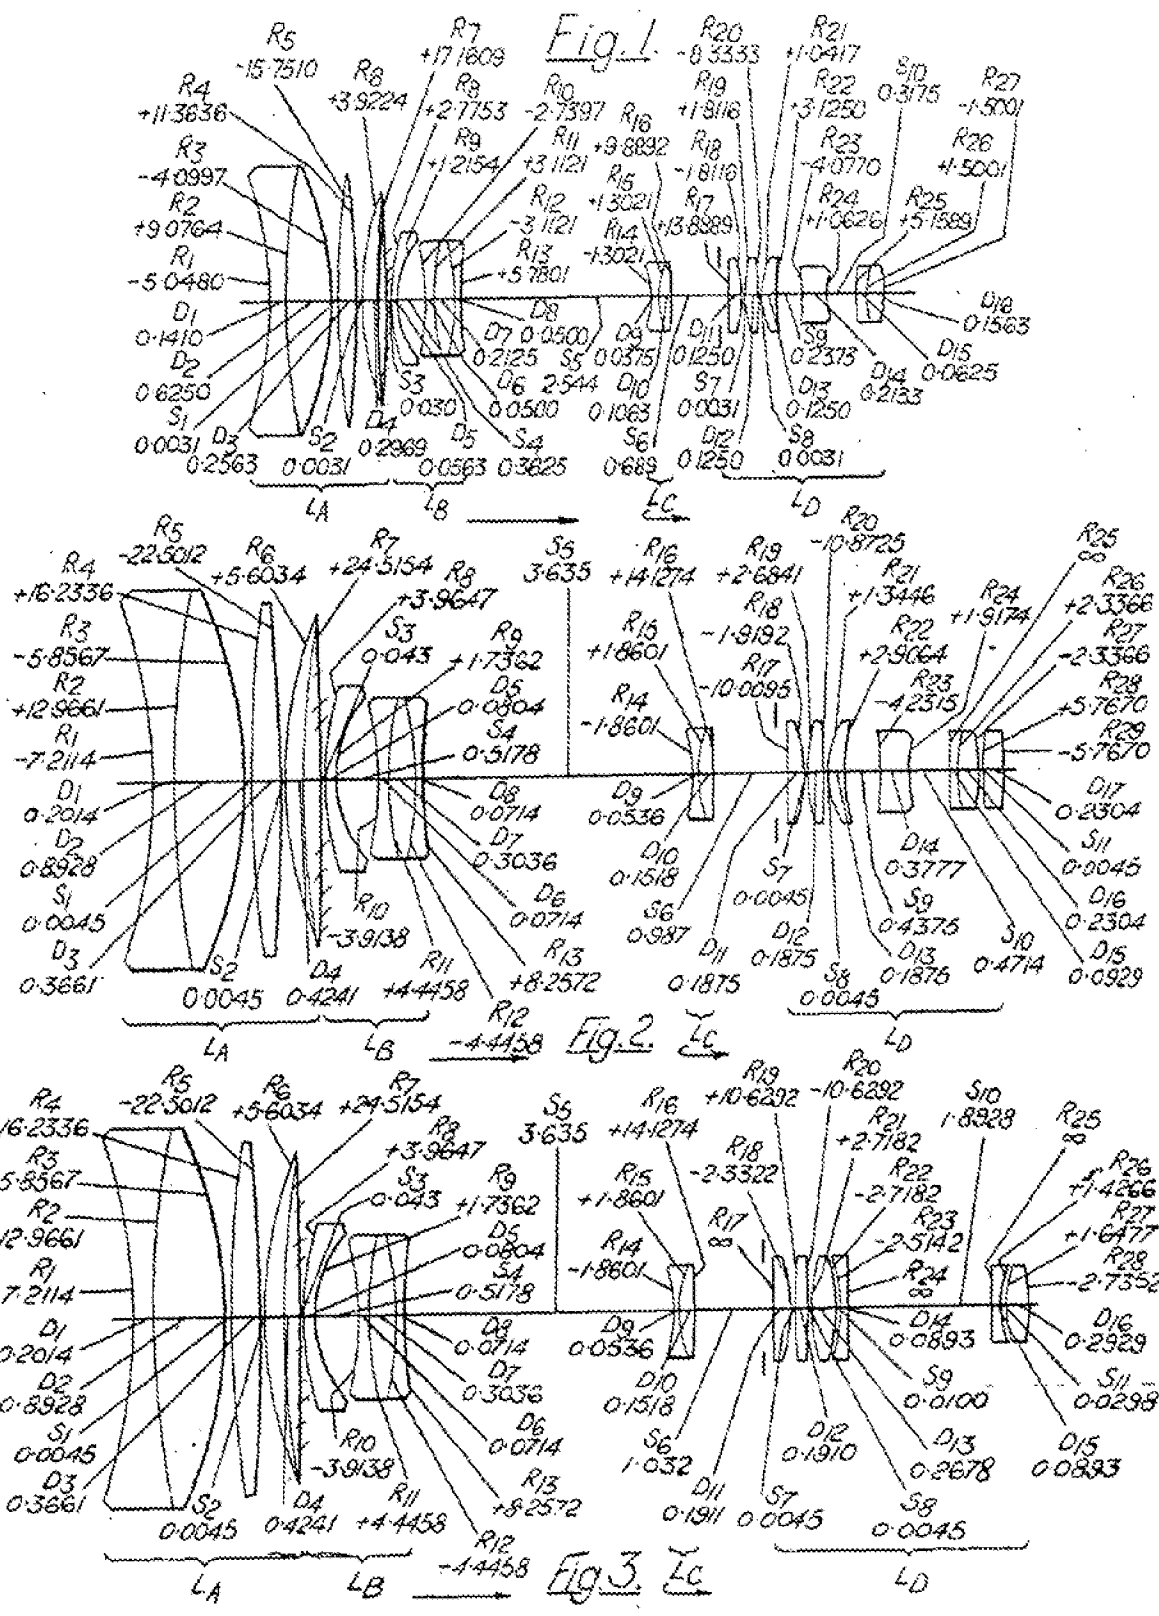 Fig. 1.
R5
-15·7510
R7
+17·1609
R20
-8·3333
R21
+1·0417
R4
+11·3636
R8
+2·7753
R10
-2·7397
R19
+1·8116
R22
+3·1250
S10
0·3175
R27
-1·5001
+3·9224
R16
+9·8892
R3
-4·0997
R9
+1·2154
R11
+3·1121
R18
-1·8116
R23
-4·0770
R26
+1·5001
R2
+9·0764
R12
-3·1121
R15
+1·3021
R17
+13·8889
R24
+1·0626
R25
+5·1589
R1
-5·0480
R13
+5·7801
R14
-1·3021
D1
0·1410
D8
0·0500
D16
0·1563
D2
0·6250
D7
0·2125
S5
2·544
D9
0·0375
D11
0·1250
S9
0·2373
D15
0·0625
S1
0·0031
S3
0·030
D6
0·0500
D10
0·1063
S7
0·0031
D13
0·1250
D14
0·2133
D3
0·2563
S2
0·0031
D4
0·2969
D5
0·0563
S4
0·3625
S6
0·689
D12
0·1250
S8
0·0031
LA
LB
LC
LD
R5
-22·5012
R6
+5·6034
R7
+24·5154
S5
3·635
R16
+14·1274
R19
+2·6841
R20
-10·8725
R25
∞
R4
+16·2336
R8
+3·9647
R21
+1·3446
R24
+1·9174
R26
+2·3366
R3
-5·8567
S3
0·043
R9
+1·7362
R15
+1·8601
R18
-1·9192
R22
+2·9064
R27
-2·3366
R2
+12·9661
D5
0·0804
R14
-1·8601
R17
-10·0095
R23
-4·2315
R28
+5·7670
R1
-7·2114
S4
0·5178
R29
-5·7670
D1
0·2014
D8
0·0714
D9
0·0536
D17
0·2304
D2
0·8928
D7
0·3036
D10
0·1518
S7
0·0045
D14
0·3777
S11
0·0045
S1
0·0045
R10
-3·9138
D6
0·0714
S6
0·987
D12
0·1875
S9
0·4375
D16
0·2304
D3
0·3661
S2
0·0045
D4
0·4241
R11
+4·4458
R13
+8·2572
D11
0·1875
S8
0·0045
D13
0·1875
S10
0·4714
D15
0·0929
LA
LB
R12
-4·4458
Fig. 2.
LC
LD
R5
-22·5012
R6
+5·6034
R7
+24·5154
S5
3·635
R16
+14·1274
R19
+10·6292
R20
-10·6292
S10
1·8928
R25
∞
R4
16·2336
R8
+3·9647
R21
+2·7182
R3
5·8567
S3
0·043
R9
+1·7362
R15
+1·8601
R18
-2·3322
R22
-2·7182
R26
+1·4266
R2
12·9661
D5
0·0804
R14
-1·8601
R17
∞
R23
-2·5142
R27
+1·6477
R1
7·2114
S4
0·5178
R24
∞
R28
-2·7352
D1
0·2014
D8
0·0714
D9
0·0536
D14
0·0893
D16
0·2929
D2
0·8928
D7
0·3036
D10
0·1518
S9
0·0100
S11
0·0298
S1
0·0045
R10
-3·9138
D6
0·0714
S6
1·032
D12
0·1910
D13
0·2678
D15
0·0893
D3
0·3661
S2
0·0045
D4
0·4241
R11
+4·4458
R13
+8·2572
D11
0·1911
S7
0·0045
S8
0·0045
LA
LB
R12
-4·4458
Fig. 3.
LC
LD